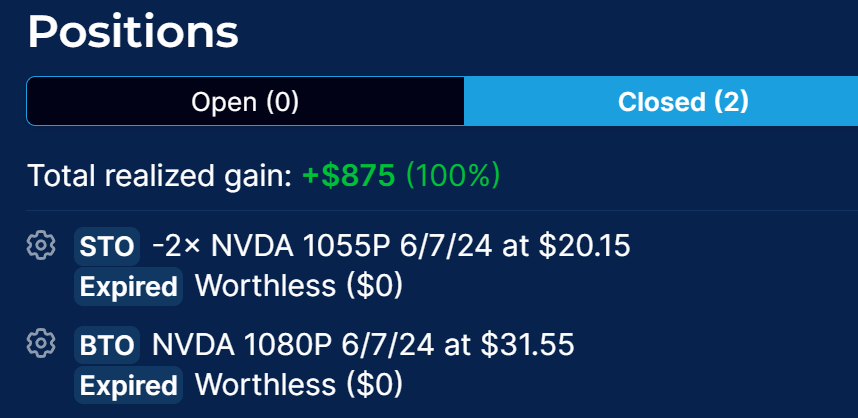 Positions
Open (0) Closed (2)
Total realized gain: +$875 (100%)
STO -2× NVDA 1055P 6/7/24 at $20.15
Expired Worthless ($0)
BTO NVDA 1080P 6/7/24 at $31.55
Expired Worthless ($0)